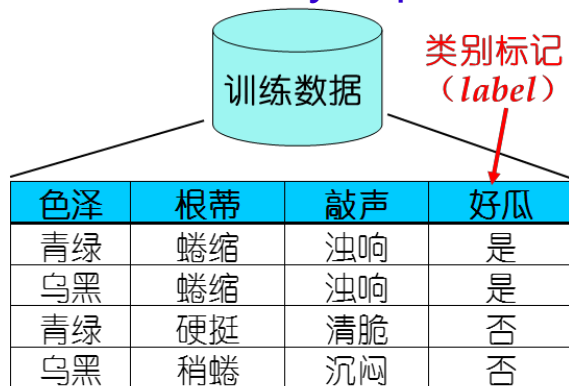 训练数据
类别标记
（label）
色泽 根蒂 敲声 好瓜
青绿 蜷缩 浊响 是
乌黑 蜷缩 浊响 是
青绿 硬挺 清脆 否
乌黑 稍蜷 沉闷 否